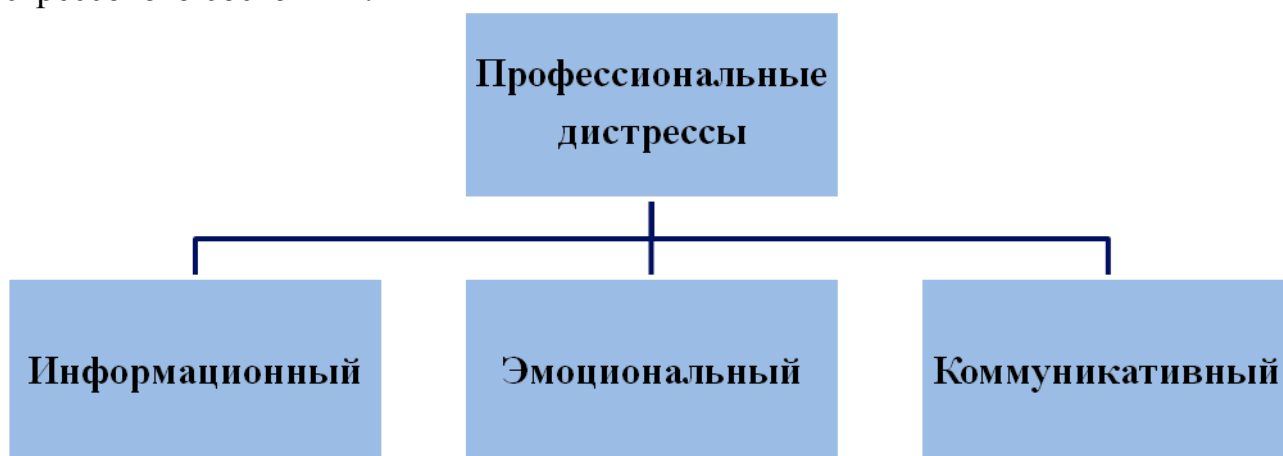 Профессиональные
дистрессы
Информационный
Эмоциональный
Коммуникативный